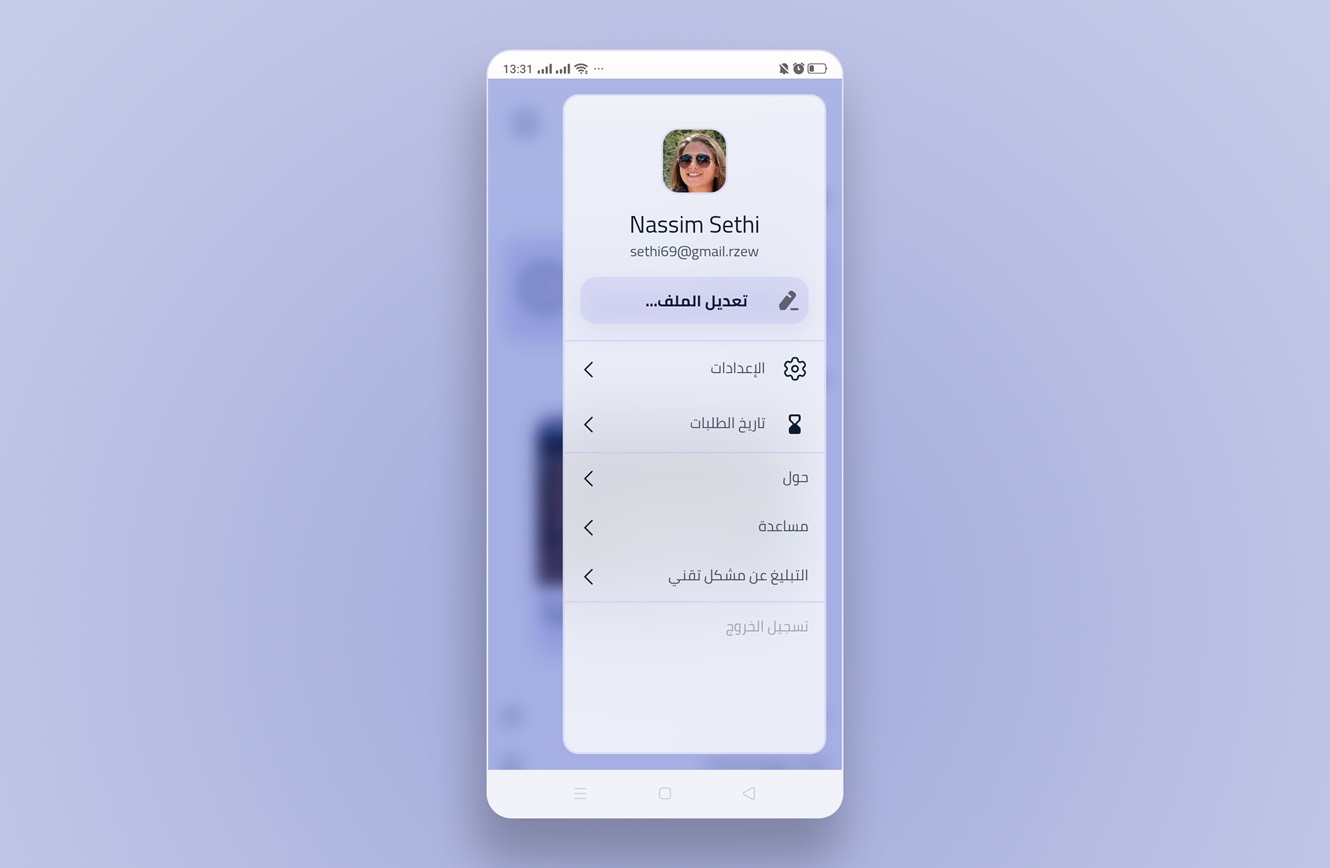 13:31
Nassim Sethi
sethi69@gmail.rzew
تعديل الملف...
الإعدادات
تاريخ الطلبات
حول
مساعدة
التبليغ عن مشكل تقني
تسجيل الخروج